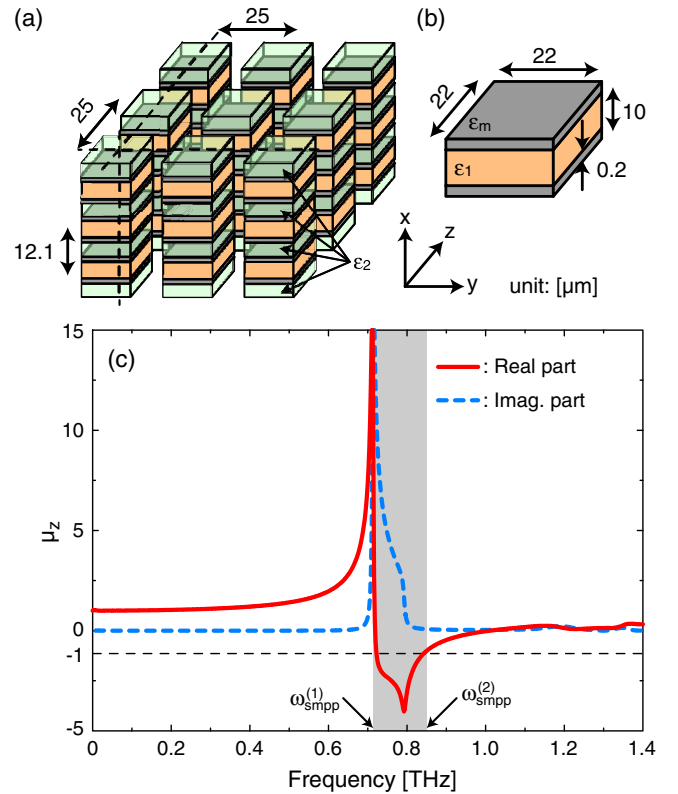 (a)
25
25
12.1
ε2
(b)
22
22
10
εm
ε1
0.2
x
z
y
unit: [μm]
(c)
: Real part
: Imag. part
μz
15
10
5
0
-1
-5
ω(1)smpp
ω(2)smpp
0 0.2 0.4 0.6 0.8 1.0 1.2 1.4
Frequency [THz]